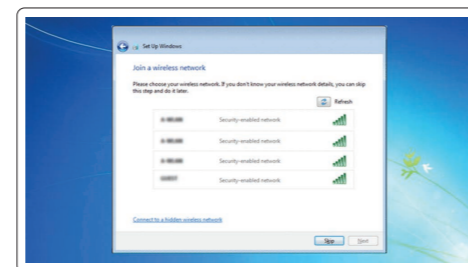 Set Up Windows
Join a wireless network
Please choose your wireless network. If you don't know your wireless network details, you can skip
this step and do it later.
Refresh
Security-enabled network
Security-enabled network
Security-enabled network
Security-enabled network
Connect to a hidden wireless network
Skip Next